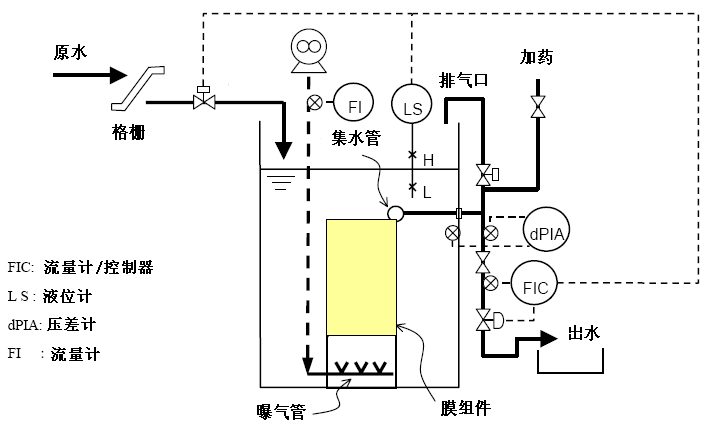 原水
格栅
FI
集水管
LS
H
L
排气口
加药
dPIA
FIC
出水
FIC: 流量计/控制器
L S : 液位计
dPIA: 压差计
FI : 流量计
曝气管
膜组件